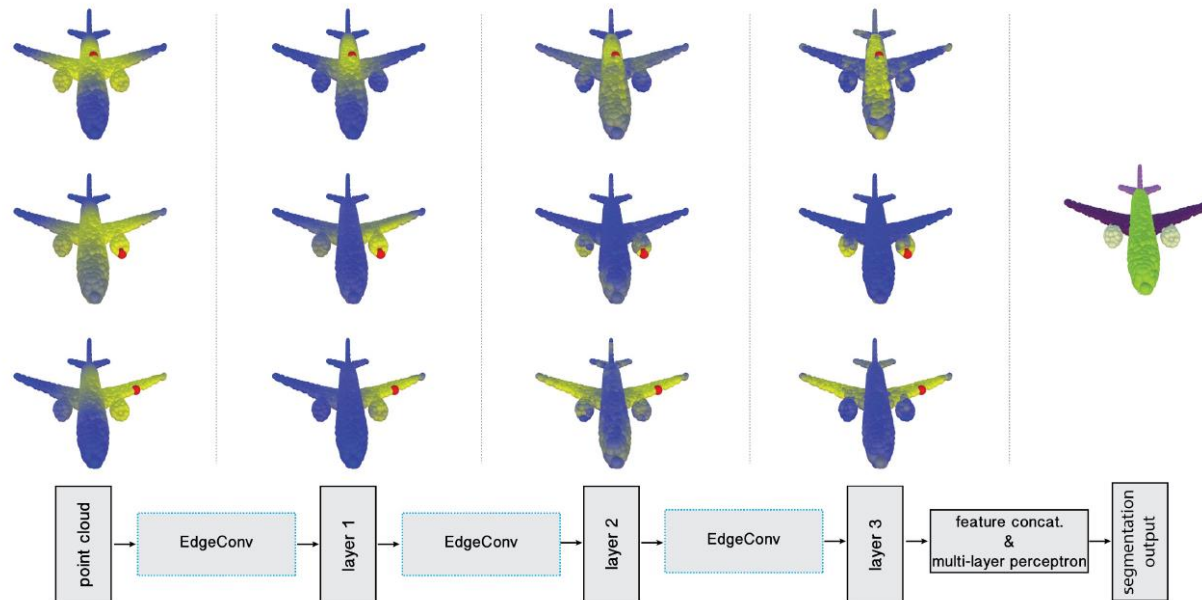 point cloud
EdgeConv
layer 1
EdgeConv
layer 2
EdgeConv
layer 3
feature concat.
&
multi-layer perceptron
segmentation
output